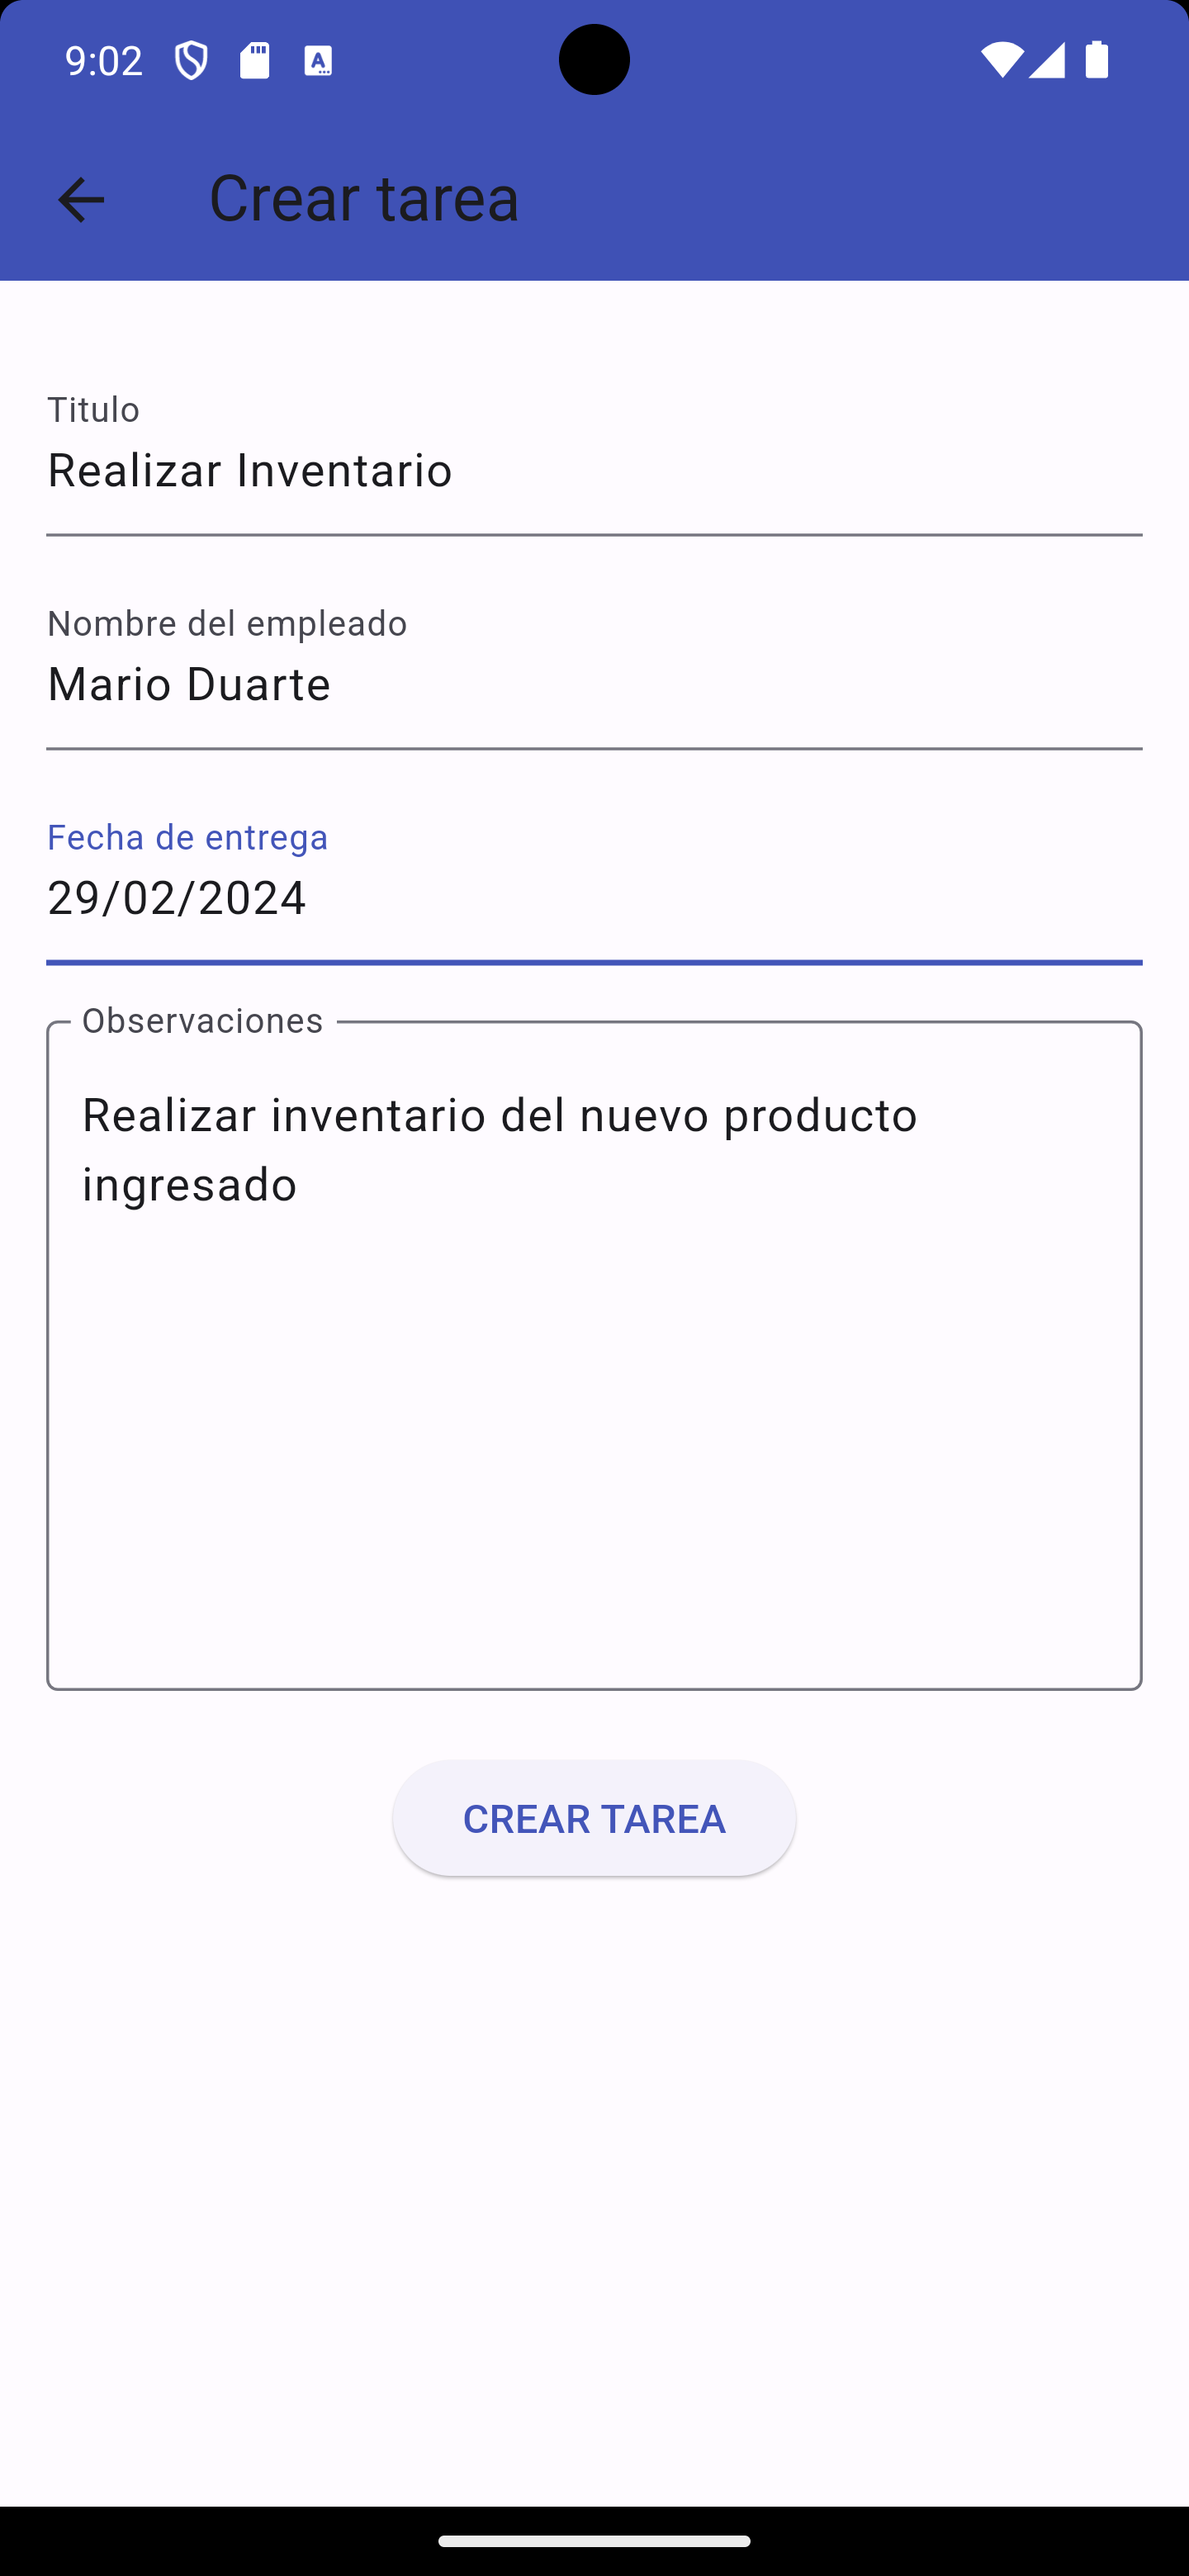 9:02
Crear tarea
Titulo
Realizar Inventario
Nombre del empleado
Mario Duarte
Fecha de entrega
29/02/2024
Observaciones
Realizar inventario del nuevo producto
ingresado
CREAR TAREA